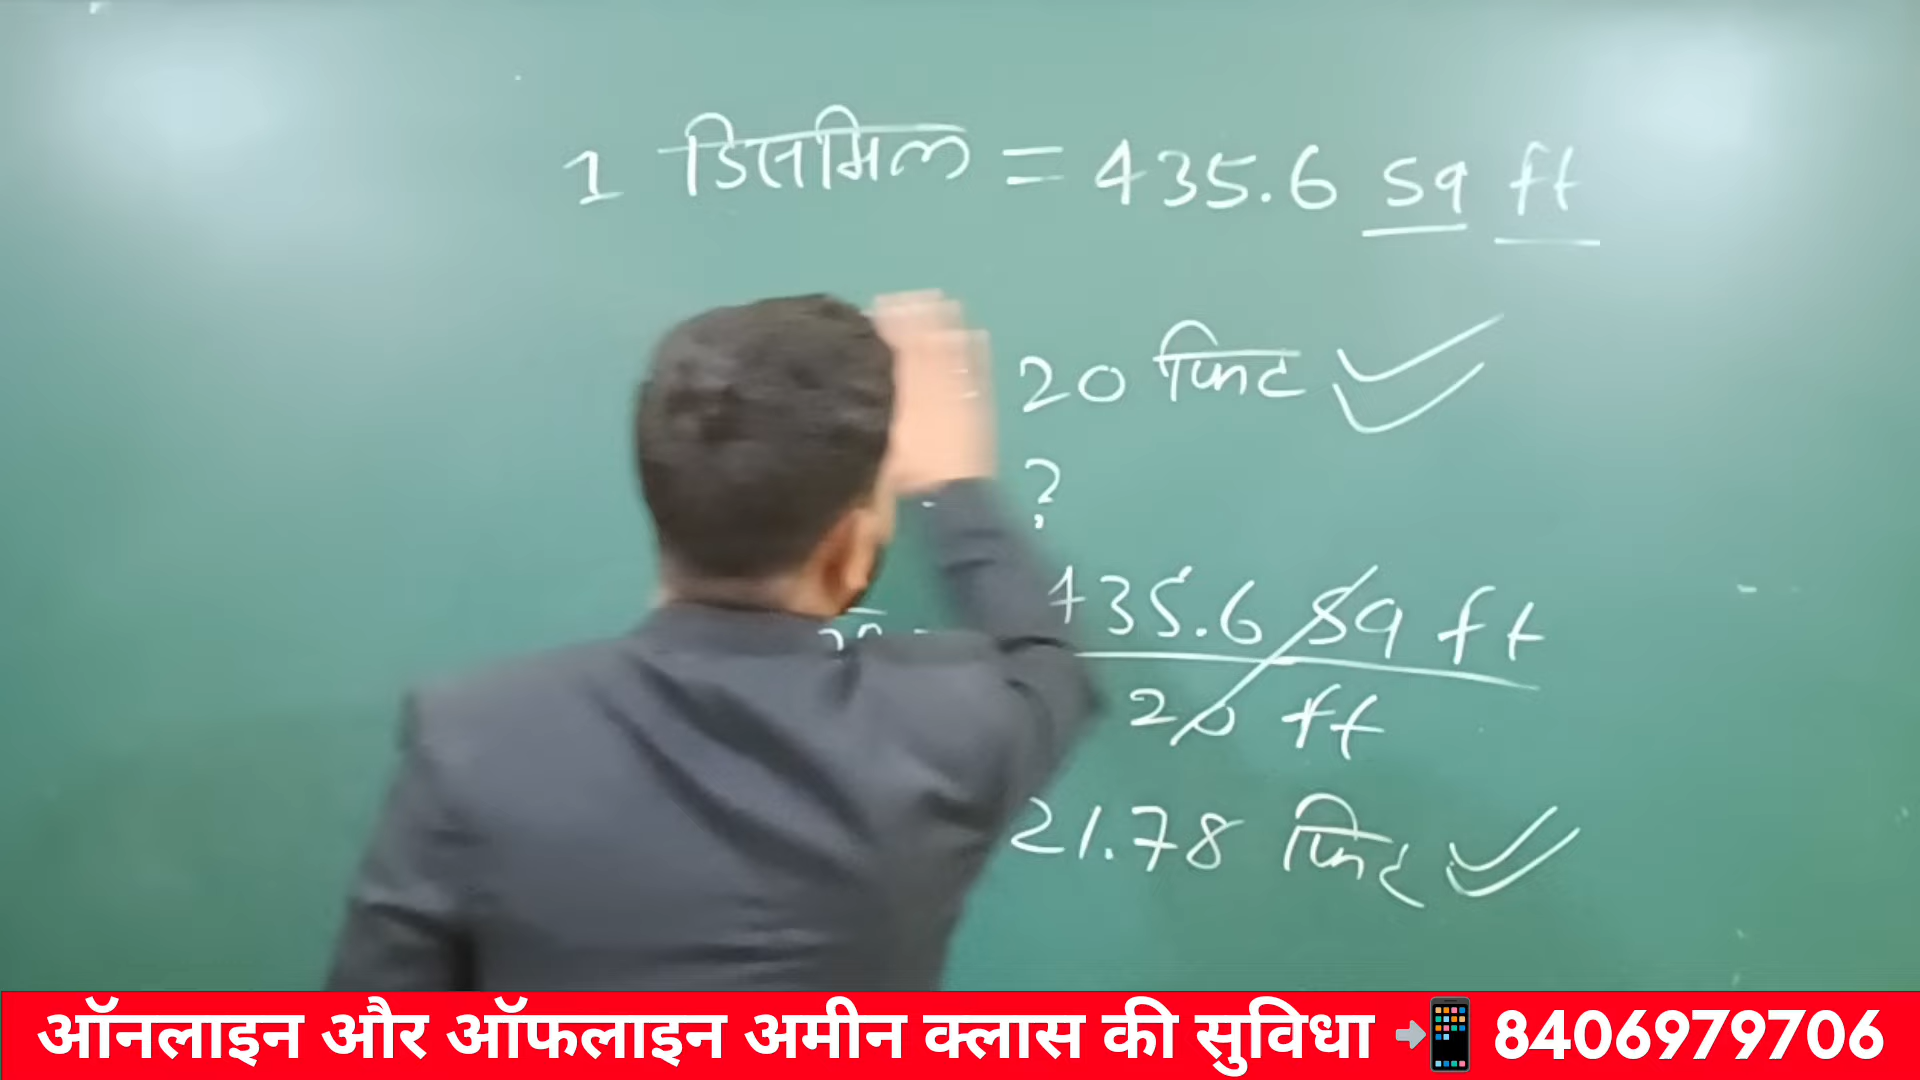 1 डिसमिल = 435.6 sq ft
20 फिट
?
435.6 sq ft
20 ft
21.78 फिट
ऑनलाइन और ऑफलाइन अमीन क्लास की सुविधा 8406979706